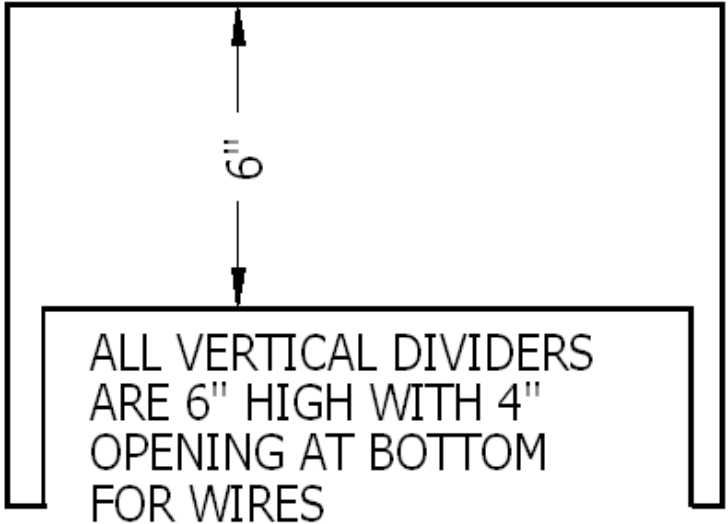 6"
ALL VERTICAL DIVIDERS
ARE 6" HIGH WITH 4"
OPENING AT BOTTOM
FOR WIRES